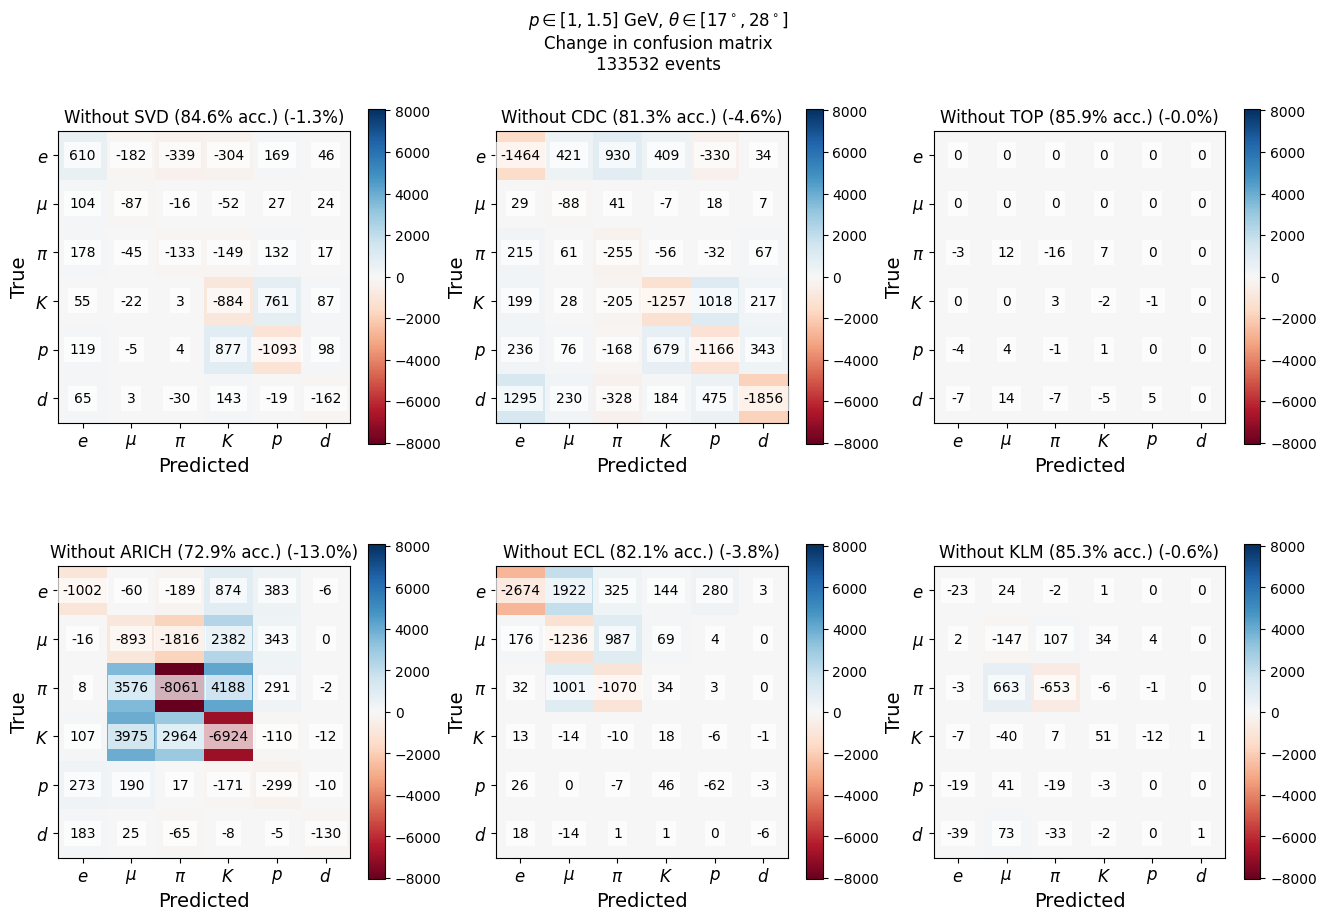 p ∈ [1, 1.5] GeV, θ ∈ [17°, 28°]
Change in confusion matrix
133532 events
Without SVD (84.6% acc.) (-1.3%)
e 610 -182 -339 -304 169 46
μ 104 -87 -16 -52 27 24
π 178 -45 -133 -149 132 17
K 55 -22 3 -884 761 87
p 119 -5 4 877 -1093 98
d 65 3 -30 143 -19 -162
e μ π K p d
Predicted
True
8000
6000
4000
2000
0
−2000
−4000
−6000
−8000
Without CDC (81.3% acc.) (-4.6%)
e -1464 421 930 409 -330 34
μ 29 -88 41 -7 18 7
π 215 61 -255 -56 -32 67
K 199 28 -205 -1257 1018 217
p 236 76 -168 679 -1166 343
d 1295 230 -328 184 475 -1856
e μ π K p d
Predicted
True
8000
6000
4000
2000
0
−2000
−4000
−6000
−8000
Without TOP (85.9% acc.) (-0.0%)
e 0 0 0 0 0 0
μ 0 0 0 0 0 0
π -3 12 -16 7 0 0
K 0 0 3 -2 -1 0
p -4 4 -1 1 0 0
d -7 14 -7 -5 5 0
e μ π K p d
Predicted
True
8000
6000
4000
2000
0
−2000
−4000
−6000
−8000
Without ARICH (72.9% acc.) (-13.0%)
e -1002 -60 -189 874 383 -6
μ -16 -893 -1816 2382 343 0
π 8 3576 -8061 4188 291 -2
K 107 3975 2964 -6924 -110 -12
p 273 190 17 -171 -299 -10
d 183 25 -65 -8 -5 -130
e μ π K p d
Predicted
True
8000
6000
4000
2000
0
−2000
−4000
−6000
−8000
Without ECL (82.1% acc.) (-3.8%)
e -2674 1922 325 144 280 3
μ 176 -1236 987 69 4 0
π 32 1001 -1070 34 3 0
K 13 -14 -10 18 -6 -1
p 26 0 -7 46 -62 -3
d 18 -14 1 1 0 -6
e μ π K p d
Predicted
True
8000
6000
4000
2000
0
−2000
−4000
−6000
−8000
Without KLM (85.3% acc.) (-0.6%)
e -23 24 -2 1 0 0
μ 2 -147 107 34 4 0
π -3 663 -653 -6 -1 0
K -7 -40 7 51 -12 1
p -19 41 -19 -3 0 0
d -39 73 -33 -2 0 1
e μ π K p d
Predicted
True
8000
6000
4000
2000
0
−2000
−4000
−6000
−8000